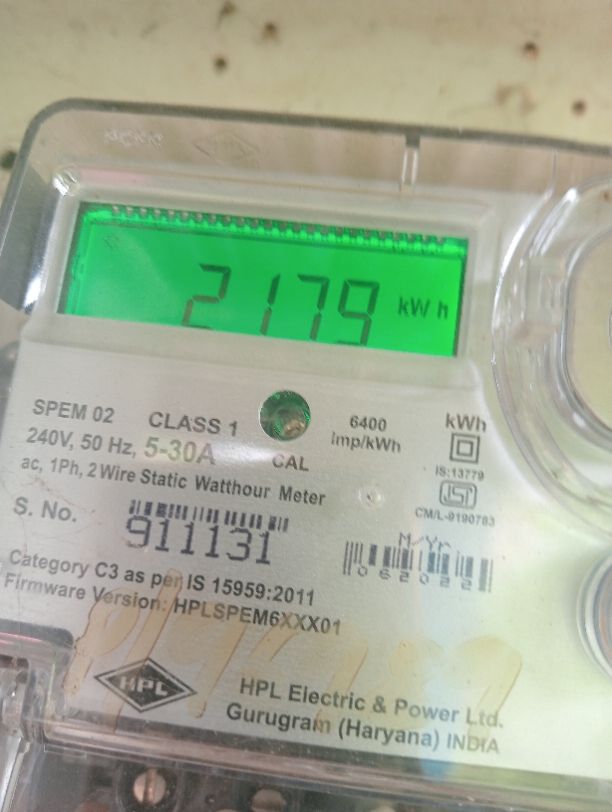 2179 kWh
SPEM 02 CLASS 1
240V, 50 Hz, 5-30A
ac, 1Ph, 2Wire Static Watthour Meter
CAL
6400
Imp/kWh
kWh
IS:13779
ISI
CM/L-9190783
S. No.
911131
M/Yr
062022
Category C3 as per IS 15959:2011
Firmware Version: HPLSPEM6XXX01
HPL
HPL Electric & Power Ltd.
Gurugram (Haryana) INDIA